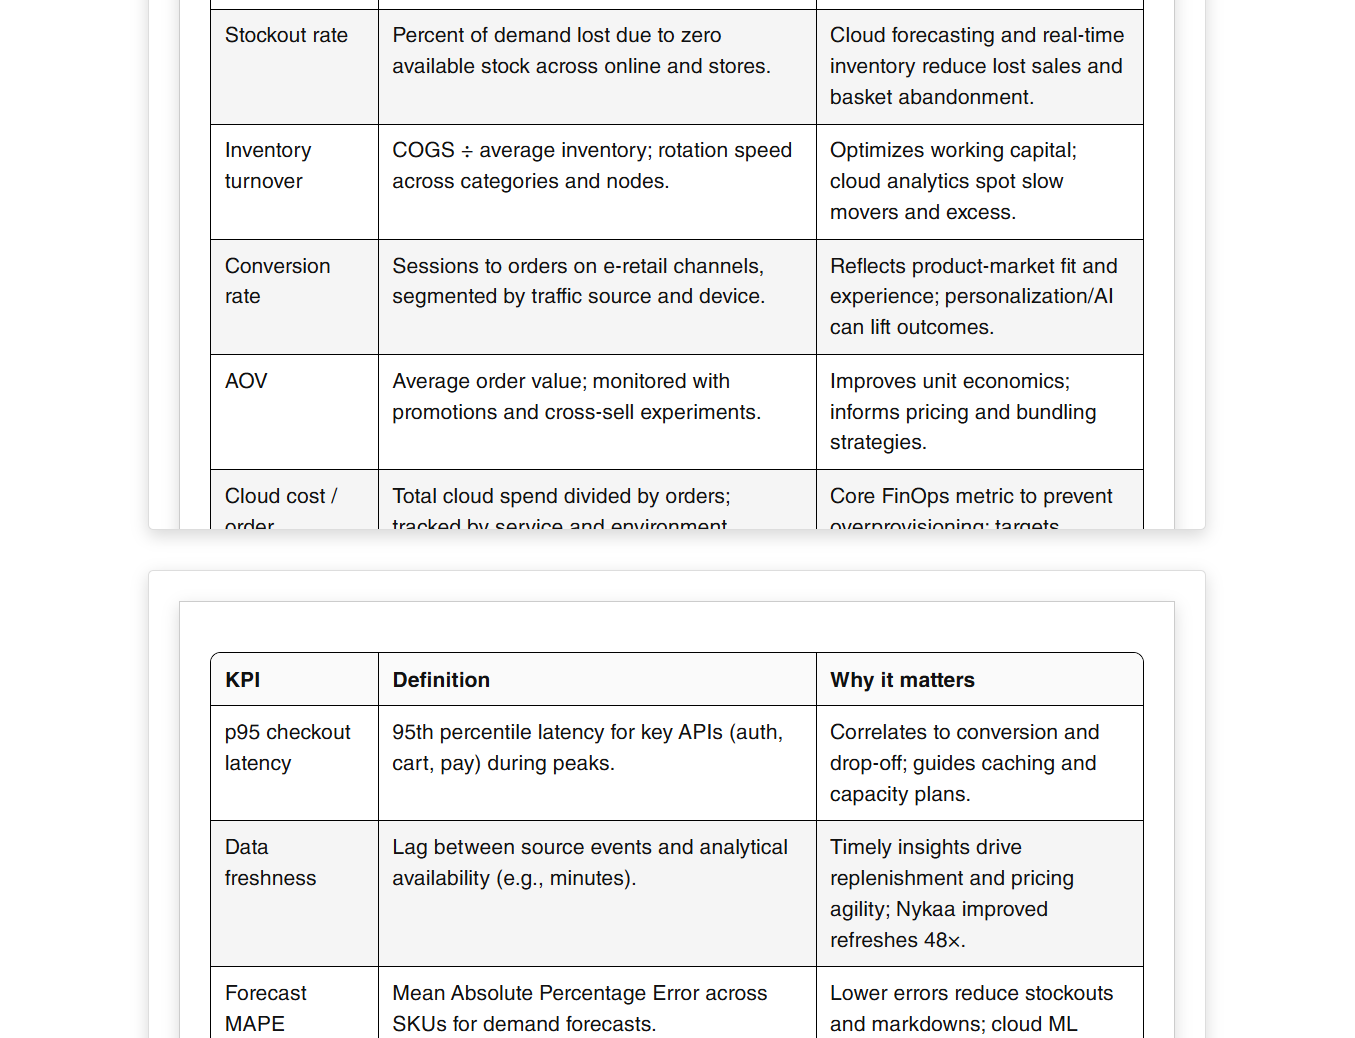 Stockout rate
Percent of demand lost due to zero
available stock across online and stores.
Cloud forecasting and real-time
inventory reduce lost sales and
basket abandonment.
Inventory
turnover
COGS ÷ average inventory; rotation speed
across categories and nodes.
Optimizes working capital;
cloud analytics spot slow
movers and excess.
Conversion
rate
Sessions to orders on e-retail channels,
segmented by traffic source and device.
Reflects product-market fit and
experience; personalization/AI
can lift outcomes.
AOV
Average order value; monitored with
promotions and cross-sell experiments.
Improves unit economics;
informs pricing and bundling
strategies.
Cloud cost /
order
Total cloud spend divided by orders;
tracked by service and environment
Core FinOps metric to prevent
overprovisioning; targets
KPI
Definition
Why it matters
p95 checkout
latency
95th percentile latency for key APIs (auth,
cart, pay) during peaks.
Correlates to conversion and
drop-off; guides caching and
capacity plans.
Data
freshness
Lag between source events and analytical
availability (e.g., minutes).
Timely insights drive
replenishment and pricing
agility; Nykaa improved
refreshes 48×.
Forecast
MAPE
Mean Absolute Percentage Error across
SKUs for demand forecasts.
Lower errors reduce stockouts
and markdowns; cloud ML